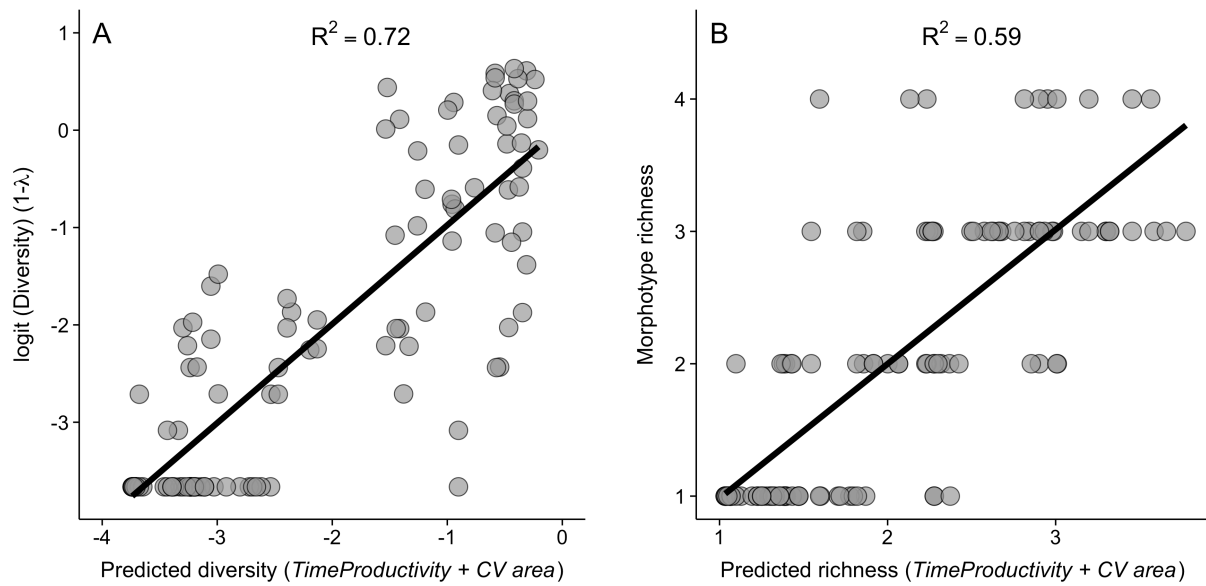 A
R² = 0.72
1
0
-1
-2
-3
logit (Diversity) (1-λ)
-4
-3
-2
-1
0
Predicted diversity (TimeProductivity + CV area)
B
R² = 0.59
4
3
2
1
Morphotype richness
1
2
3
Predicted richness (TimeProductivity + CV area)